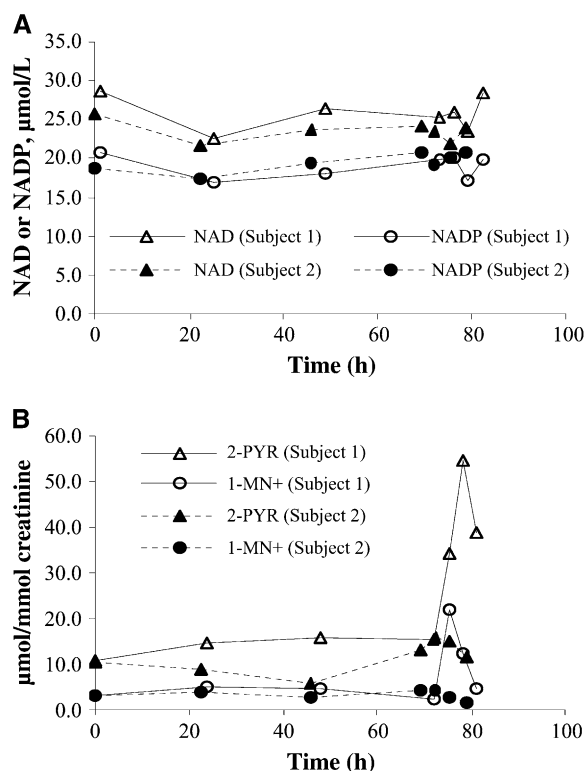 A
35.0
30.0
25.0
20.0
15.0
10.0
5.0
0.0
NAD or NADP, μmol/L
NAD (Subject 1)
NADP (Subject 1)
NAD (Subject 2)
NADP (Subject 2)
0 20 40 60 80 100
Time (h)
B
60.0
50.0
40.0
30.0
20.0
10.0
0.0
μmol/mmol creatinine
2-PYR (Subject 1)
1-MN+ (Subject 1)
2-PYR (Subject 2)
1-MN+ (Subject 2)
0 20 40 60 80 100
Time (h)